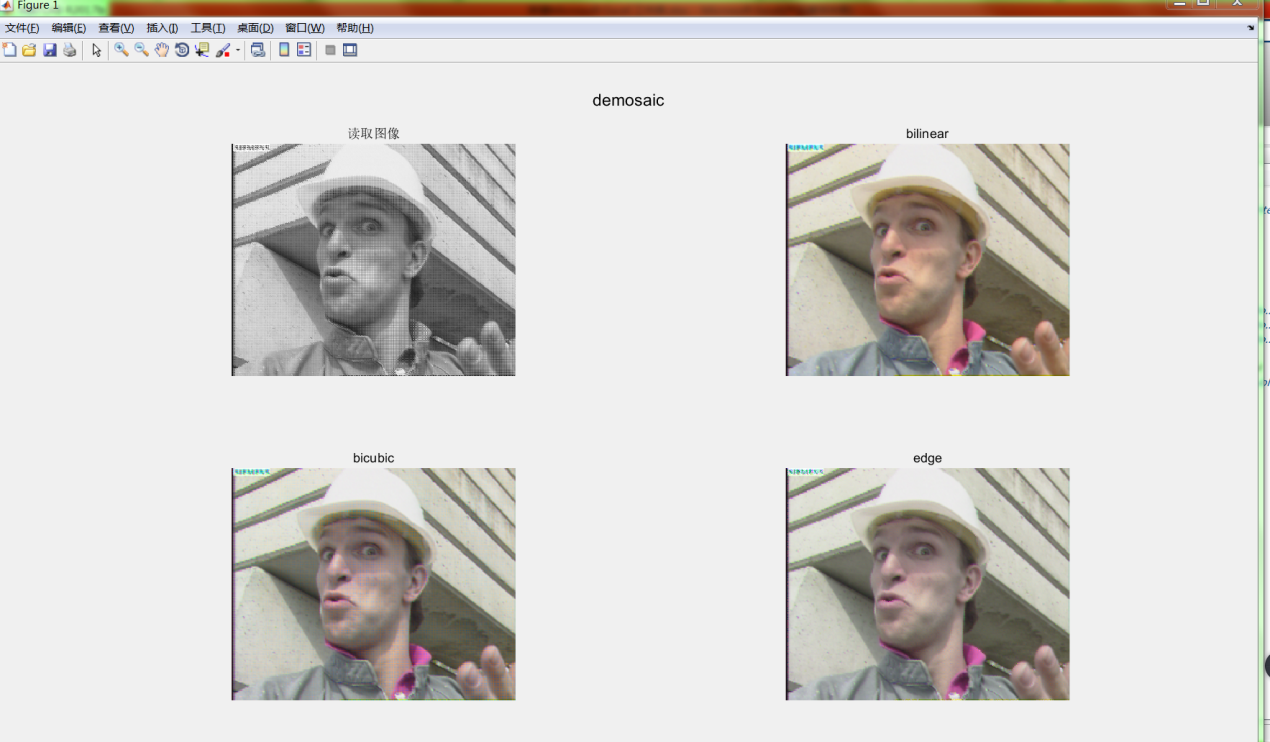 Figure 1
文件(F) 编辑(E) 查看(V) 插入(I) 工具(T) 桌面(D) 窗口(W) 帮助(H)
demosaic
读取图像
bilinear
bicubic
edge